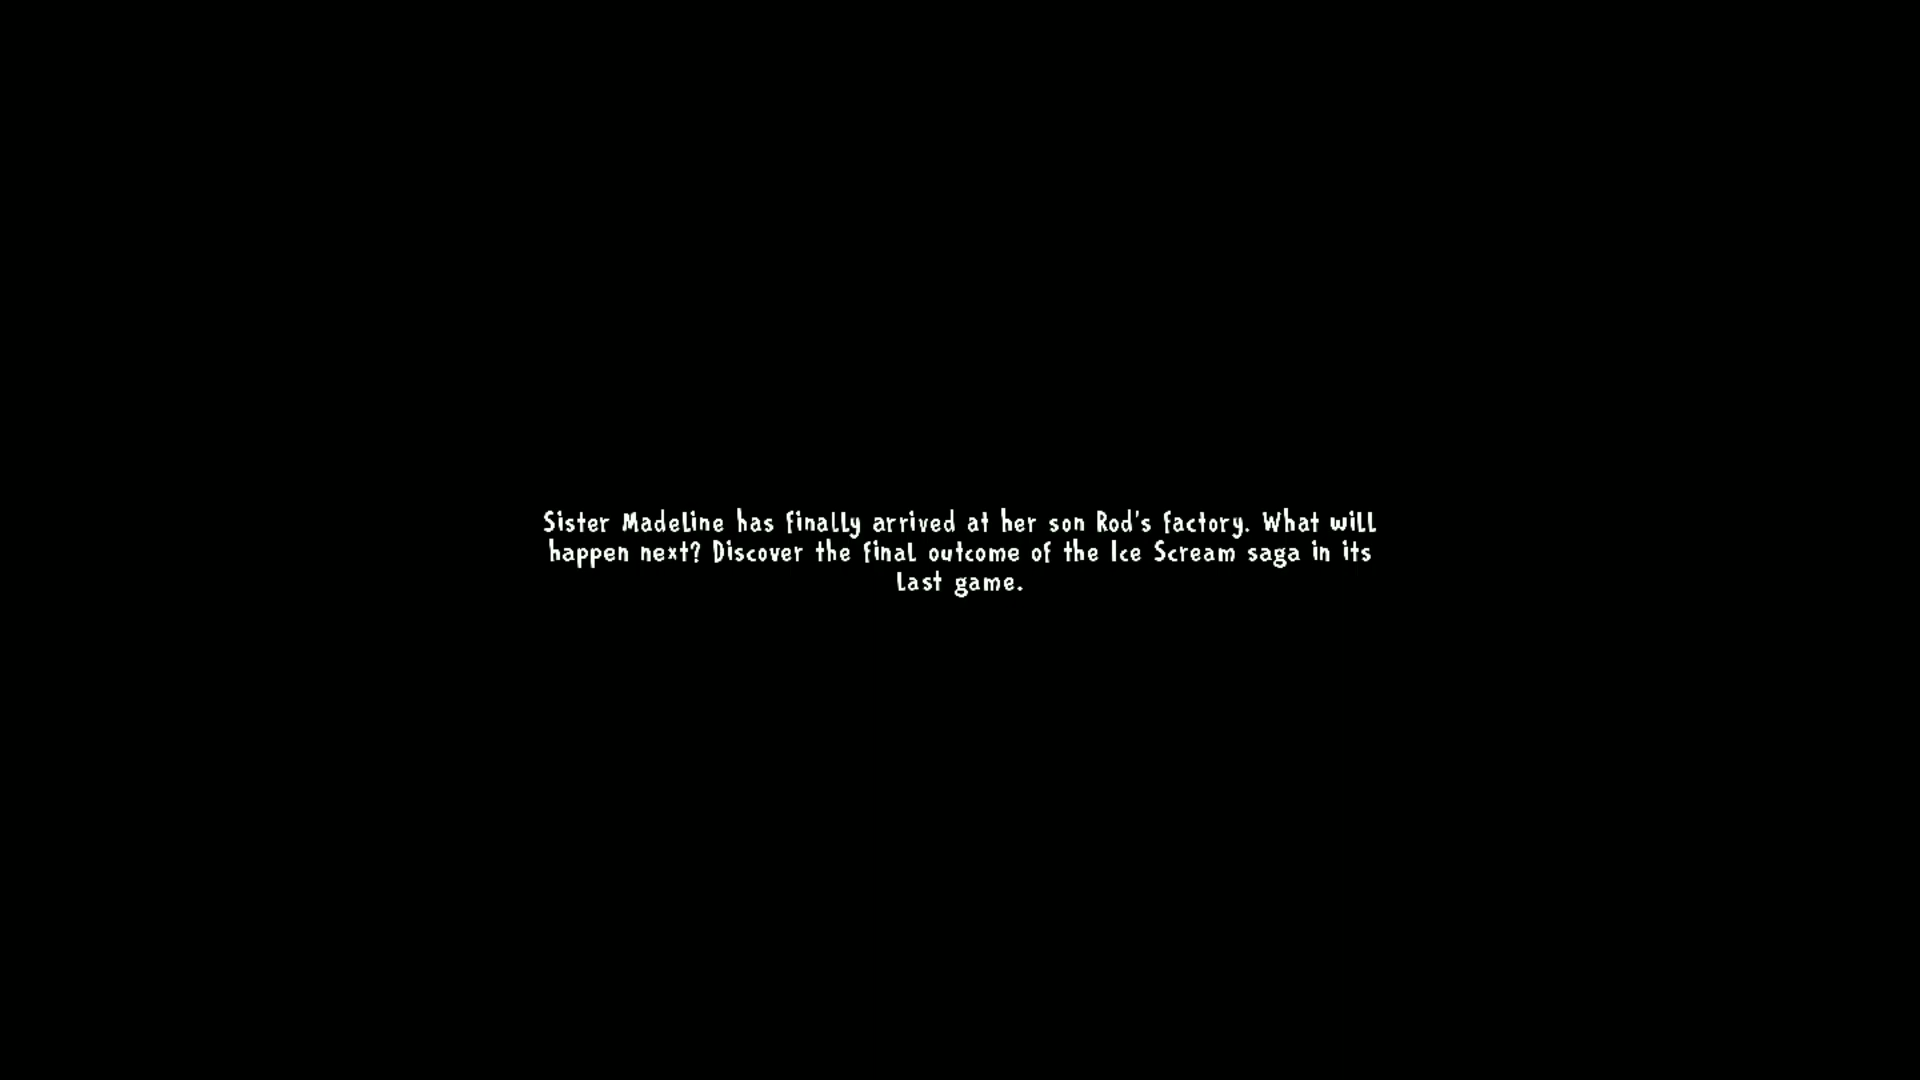 Sister Madeline has finally arrived at her son Rod's factory. What will
happen next? Discover the final outcome of the Ice Scream saga in its
last game.